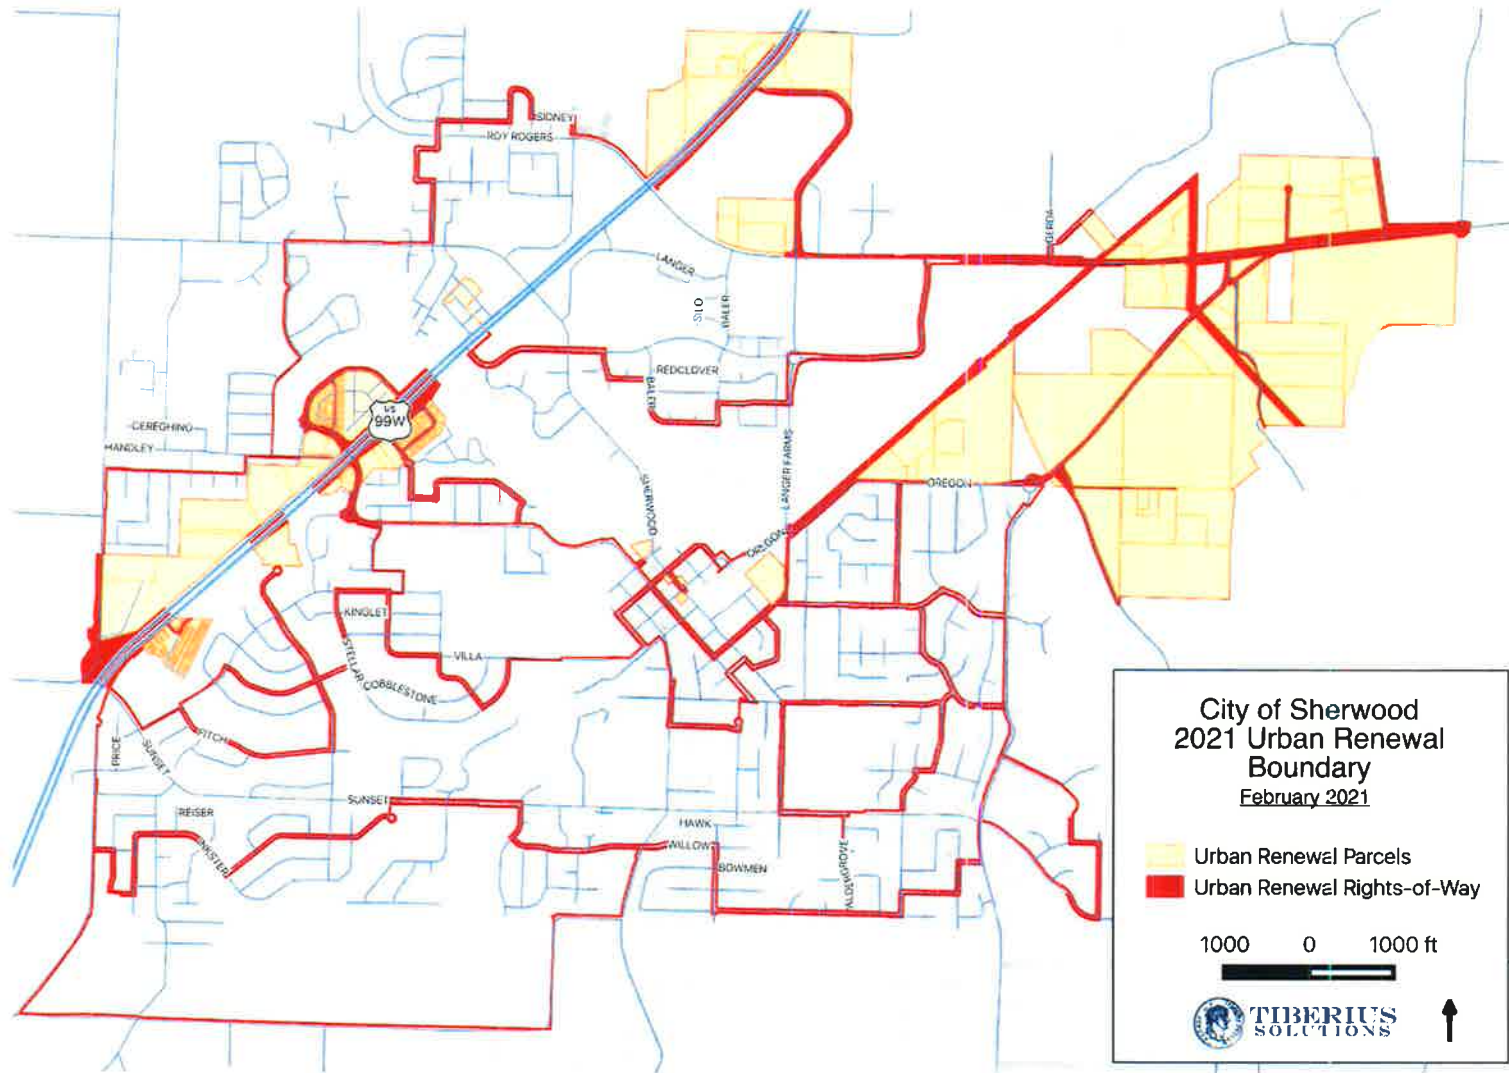 SIDNEY
ROY ROGERS
GERDA
LANGER
SILO
BALER
REDCLOVER
BALER
US
99W
CEREGHINO
HANDLEY
LANGER FARMS
SHERWOOD
OREGON
OREGON
KINGLET
VILLA
STELLAR
COBBLESTONE
FITCH
PRICE
SUNSET
SUNSET
REISER
INKSTER
HAWK
WILLOW
BOWMEN
ALDERGROVE
City of Sherwood
2021 Urban Renewal
Boundary
February 2021
Urban Renewal Parcels
Urban Renewal Rights-of-Way
1000 0 1000 ft
TIBERIUS
SOLUTIONS